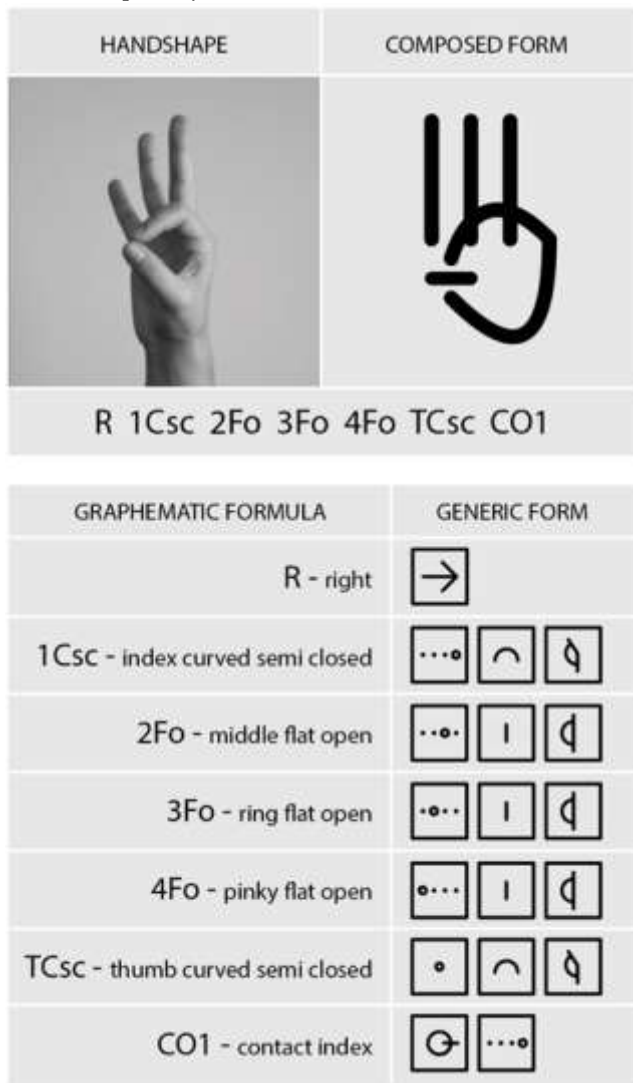 HANDSHAPE
COMPOSED FORM
R 1Csc 2Fo 3Fo 4Fo TCsc CO1
GRAPHEMATIC FORMULA
GENERIC FORM
R - right
1Csc - index curved semi closed
2Fo - middle flat open
3Fo - ring flat open
4Fo - pinky flat open
TCsc - thumb curved semi closed
CO1 - contact index